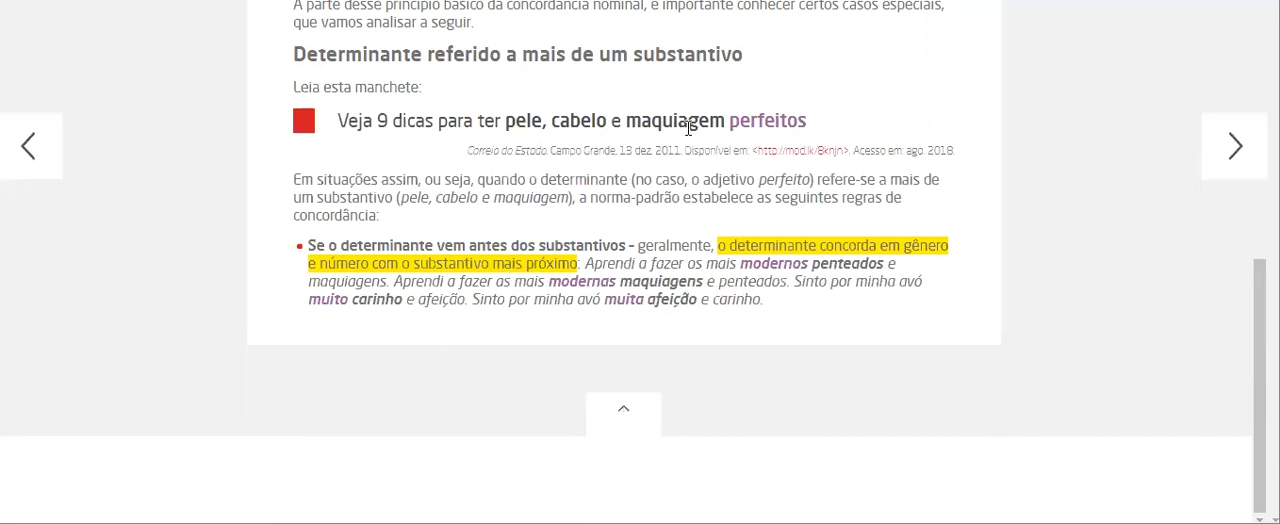 À parte desse princípio básico da concordância nominal, é importante conhecer certos casos especiais,
que vamos analisar a seguir.
Determinante referido a mais de um substantivo
Leia esta manchete:
Veja 9 dicas para ter pele, cabelo e maquiagem perfeitos
Correio do Estado. Campo Grande, 13 dez. 2011. Disponível em: <http://mod.lk/8knjn>. Acesso em: ago. 2018.
Em situações assim, ou seja, quando o determinante (no caso, o adjetivo perfeito) refere-se a mais de
um substantivo (pele, cabelo e maquiagem), a norma-padrão estabelece as seguintes regras de
concordância:
Se o determinante vem antes dos substantivos – geralmente, o determinante concorda em gênero
e número com o substantivo mais próximo: Aprendi a fazer os mais modernos penteados e
maquiagens. Aprendi a fazer as mais modernas maquiagens e penteados. Sinto por minha avó
muito carinho e afeição. Sinto por minha avó muita afeição e carinho.